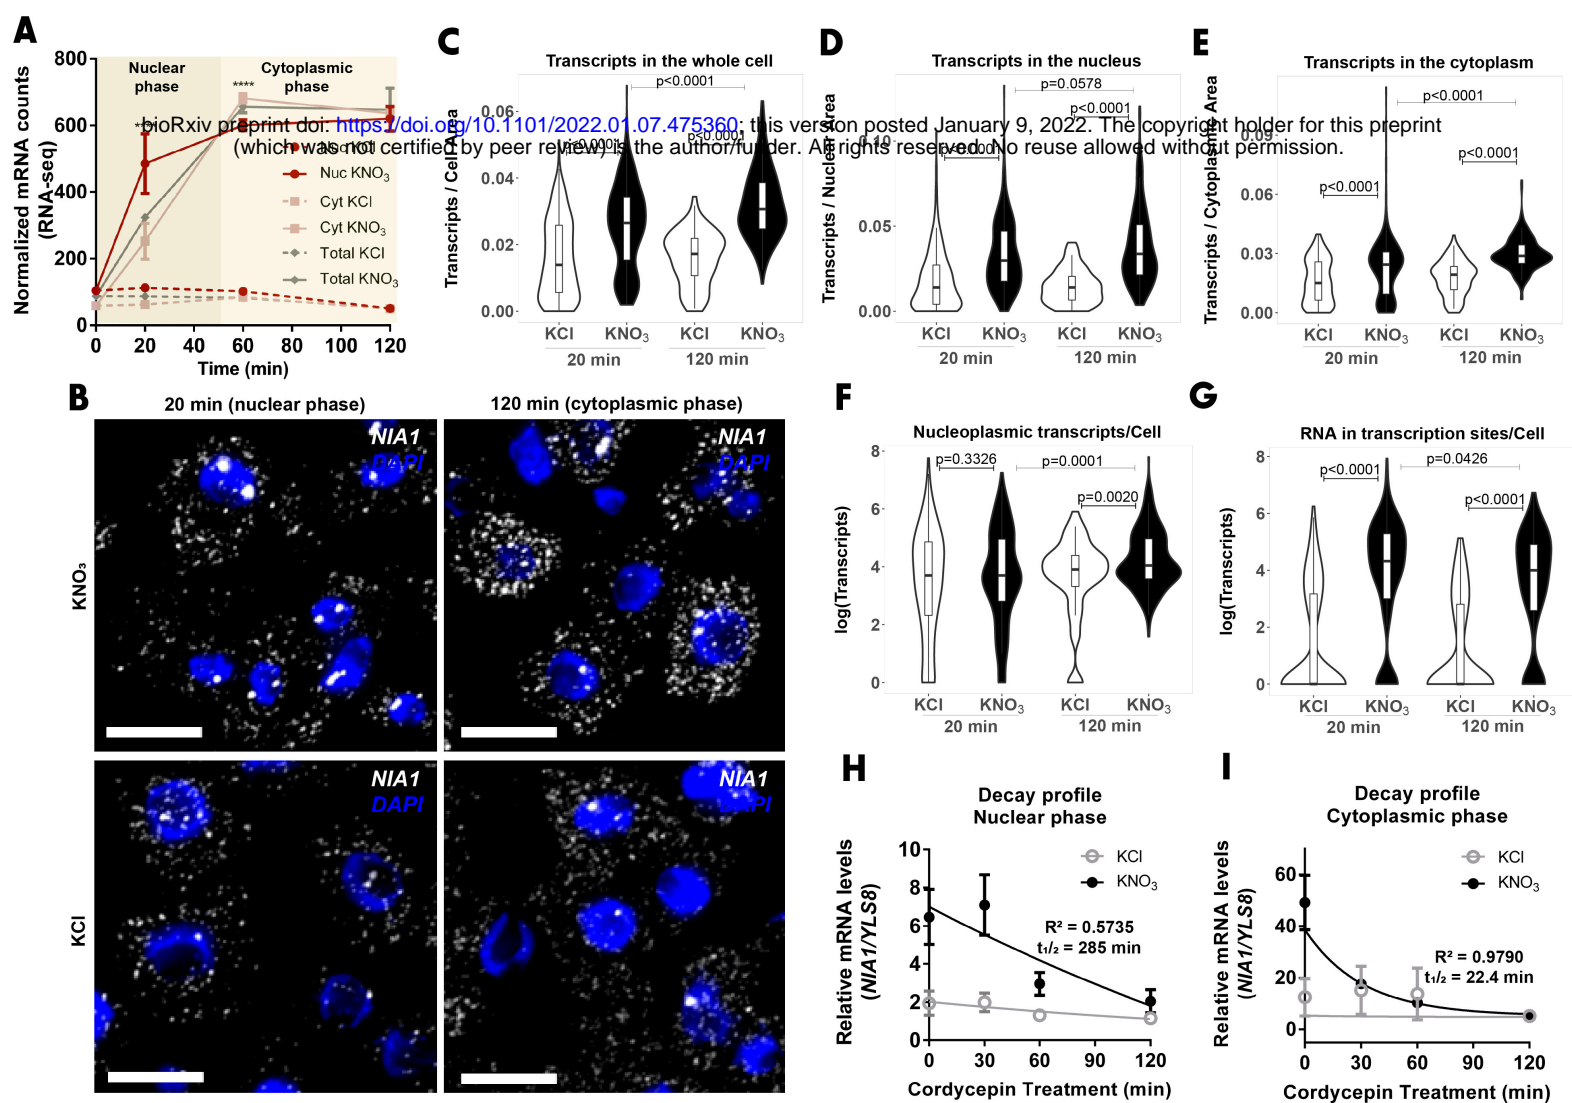 A
Normalized mRNA counts
(RNA-seq)
800
600
400
200
0
Nuclear
phase
Cytoplasmic
phase
****
****
Nuc KCl
Nuc KNO₃
Cyt KCl
Cyt KNO₃
Total KCl
Total KNO₃
0 20 40 60 80 100 120
Time (min)
bioRxiv preprint doi: https://doi.org/10.1101/2022.01.07.475360; this version posted January 9, 2022. The copyright holder for this preprint
(which was not certified by peer review) is the author/funder. All rights reserved. No reuse allowed without permission.
C
Transcripts in the whole cell
Transcripts / Cell Area
0.06
0.04
0.02
0.00
p<0.0001
p<0.0001
p<0.0001
KCl KNO₃ KCl KNO₃
20 min 120 min
D
Transcripts in the nucleus
Transcripts / Nuclear Area
0.10
0.05
0.00
p=0.0578
p<0.0001
p<0.0001
KCl KNO₃ KCl KNO₃
20 min 120 min
E
Transcripts in the cytoplasm
Transcripts / Cytoplasmic Area
0.09
0.06
0.03
0.00
p<0.0001
p<0.0001
p<0.0001
KCl KNO₃ KCl KNO₃
20 min 120 min
B
20 min (nuclear phase)
120 min (cytoplasmic phase)
KNO₃
KCl
NIA1
DAPI
NIA1
DAPI
NIA1
DAPI
NIA1
DAPI
F
Nucleoplasmic transcripts/Cell
log(Transcripts)
8
6
4
2
0
p=0.3326
p=0.0001
p=0.0020
KCl KNO₃ KCl KNO₃
20 min 120 min
G
RNA in transcription sites/Cell
log(Transcripts)
8
6
4
2
0
p<0.0001
p=0.0426
p<0.0001
KCl KNO₃ KCl KNO₃
20 min 120 min
H
Decay profile
Nuclear phase
Relative mRNA levels
(NIA1/YLS8)
10
8
6
4
2
0
KCl
KNO₃
R² = 0.5735
t₁/₂ = 285 min
0 30 60 90 120
Cordycepin Treatment (min)
I
Decay profile
Cytoplasmic phase
Relative mRNA levels
(NIA1/YLS8)
60
40
20
0
KCl
KNO₃
R² = 0.9790
t₁/₂ = 22.4 min
0 30 60 90 120
Cordycepin Treatment (min)